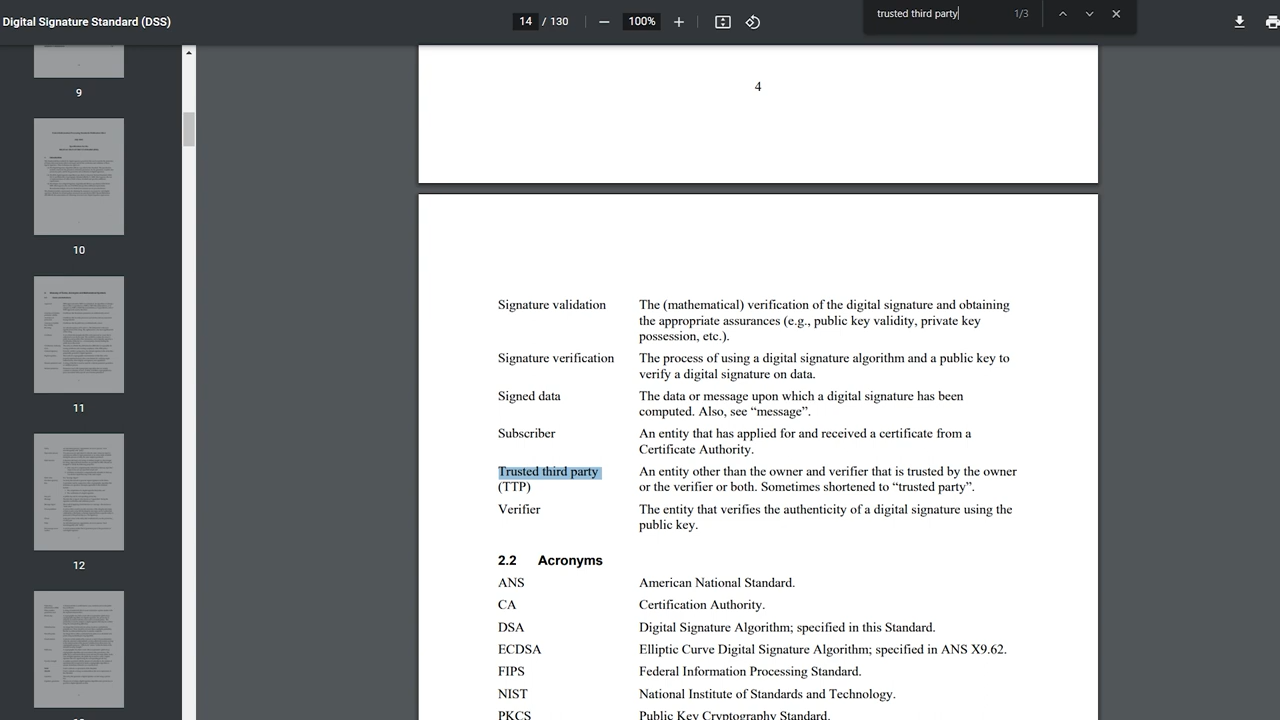 Digital Signature Standard (DSS)
14 / 130
100%
trusted third party
1/3
9
10
11
12
4
Signature validation The (mathematical) verification of the digital signature and obtaining
the appropriate assurances (e.g., public key validity, private key
possession, etc.).
Signature verification The process of using a digital signature algorithm and a public key to
verify a digital signature on data.
Signed data The data or message upon which a digital signature has been
computed. Also, see “message”.
Subscriber An entity that has applied for and received a certificate from a
Certificate Authority.
Trusted third party An entity other than the owner and verifier that is trusted by the owner
(TTP) or the verifier or both. Sometimes shortened to “trusted party”.
Verifier The entity that verifies the authenticity of a digital signature using the
public key.
2.2 Acronyms
ANS American National Standard.
CA Certification Authority.
DSA Digital Signature Algorithm; specified in this Standard.
ECDSA Elliptic Curve Digital Signature Algorithm; specified in ANS X9.62.
FIPS Federal Information Processing Standard.
NIST National Institute of Standards and Technology.
PKCS Public Key Cryptography Standard.